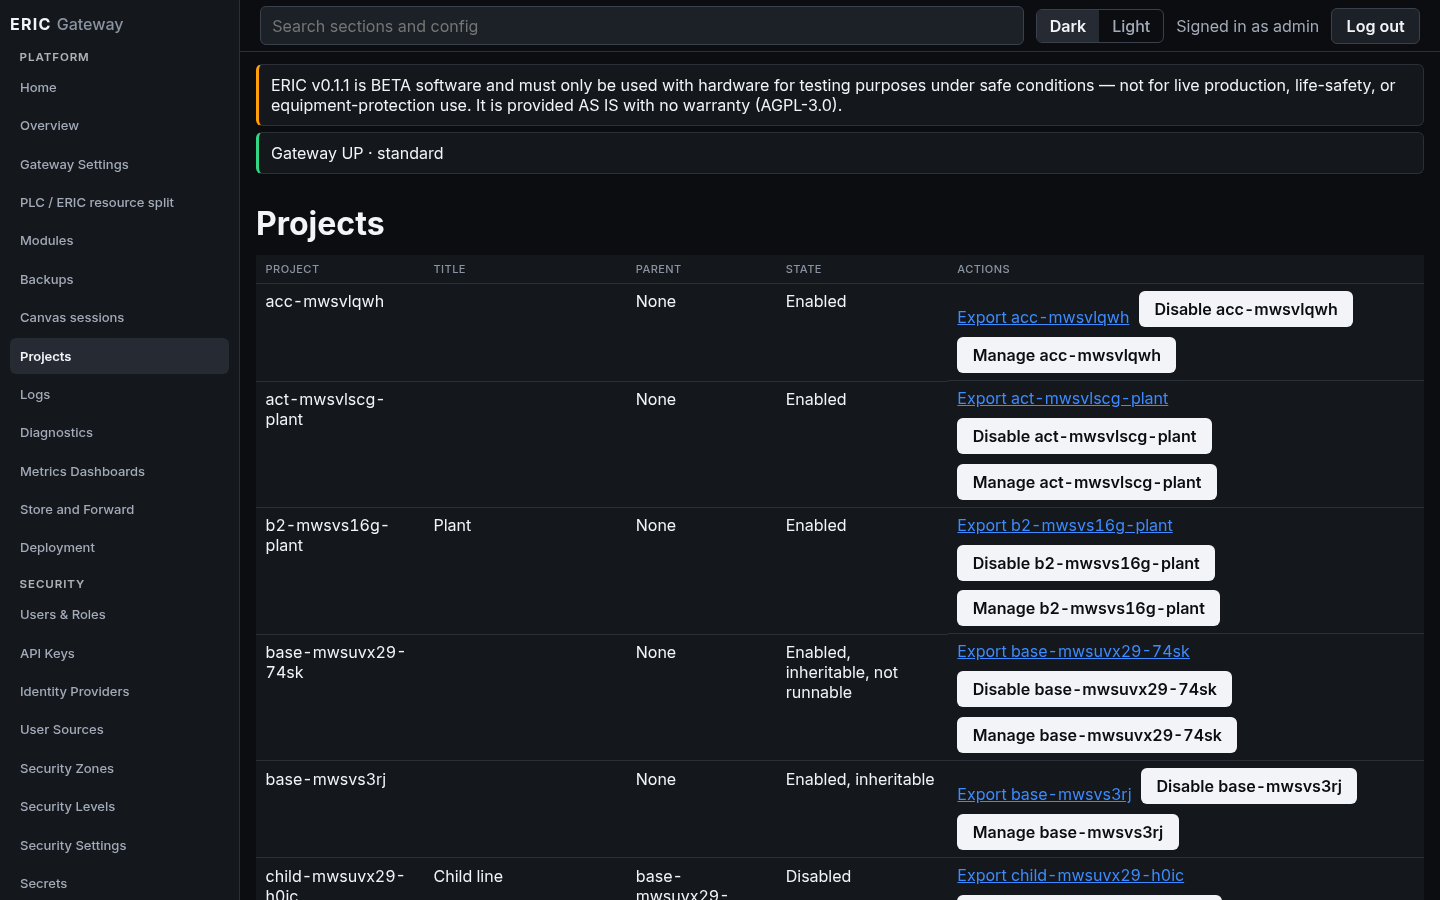 ERIC Gateway
Search sections and config
Dark
Light
Signed in as admin
Log out
PLATFORM
Home
Overview
Gateway Settings
PLC / ERIC resource split
Modules
Backups
Canvas sessions
Projects
Logs
Diagnostics
Metrics Dashboards
Store and Forward
Deployment
SECURITY
Users & Roles
API Keys
Identity Providers
User Sources
Security Zones
Security Levels
Security Settings
Secrets
ERIC v0.1.1 is BETA software and must only be used with hardware for testing purposes under safe conditions — not for live production, life-safety, or
equipment-protection use. It is provided AS IS with no warranty (AGPL-3.0).
Gateway UP · standard
Projects
PROJECT TITLE PARENT STATE ACTIONS
acc-mwsvlqwh None Enabled
Export acc-mwsvlqwh Disable acc-mwsvlqwh
Manage acc-mwsvlqwh
act-mwsvlscg-
plant
None Enabled
Export act-mwsvlscg-plant
Disable act-mwsvlscg-plant
Manage act-mwsvlscg-plant
b2-mwsvs16g-
plant
Plant None Enabled
Export b2-mwsvs16g-plant
Disable b2-mwsvs16g-plant
Manage b2-mwsvs16g-plant
base-mwsuvx29-
74sk
None
Enabled,
inheritable, not
runnable
Export base-mwsuvx29-74sk
Disable base-mwsuvx29-74sk
Manage base-mwsuvx29-74sk
base-mwsvs3rj None Enabled, inheritable
Export base-mwsvs3rj Disable base-mwsvs3rj
Manage base-mwsvs3rj
child-mwsuvx29-
h0ic
Child line
base-
mwsuvx29-
Disabled
Export child-mwsuvx29-h0ic